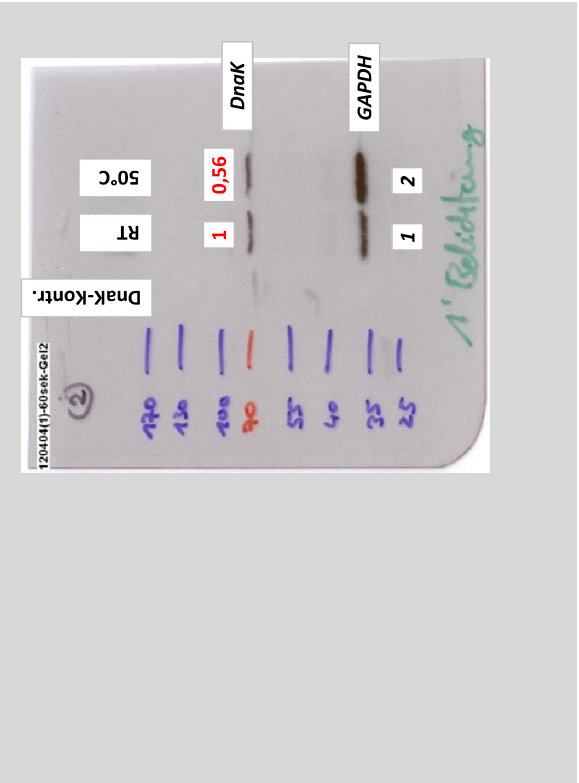 120404(1)-60sek-Gel2
2
170
130
100
70
55
40
35
25
DnaK-Kontr.
RT
50°C
1
0,56
DnaK
GAPDH
1
2
1' Belichtung